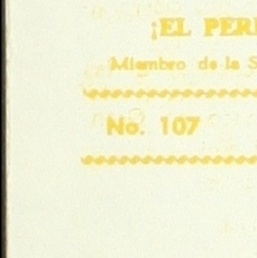 ¡EL PER
Miembro de la S
No. 107